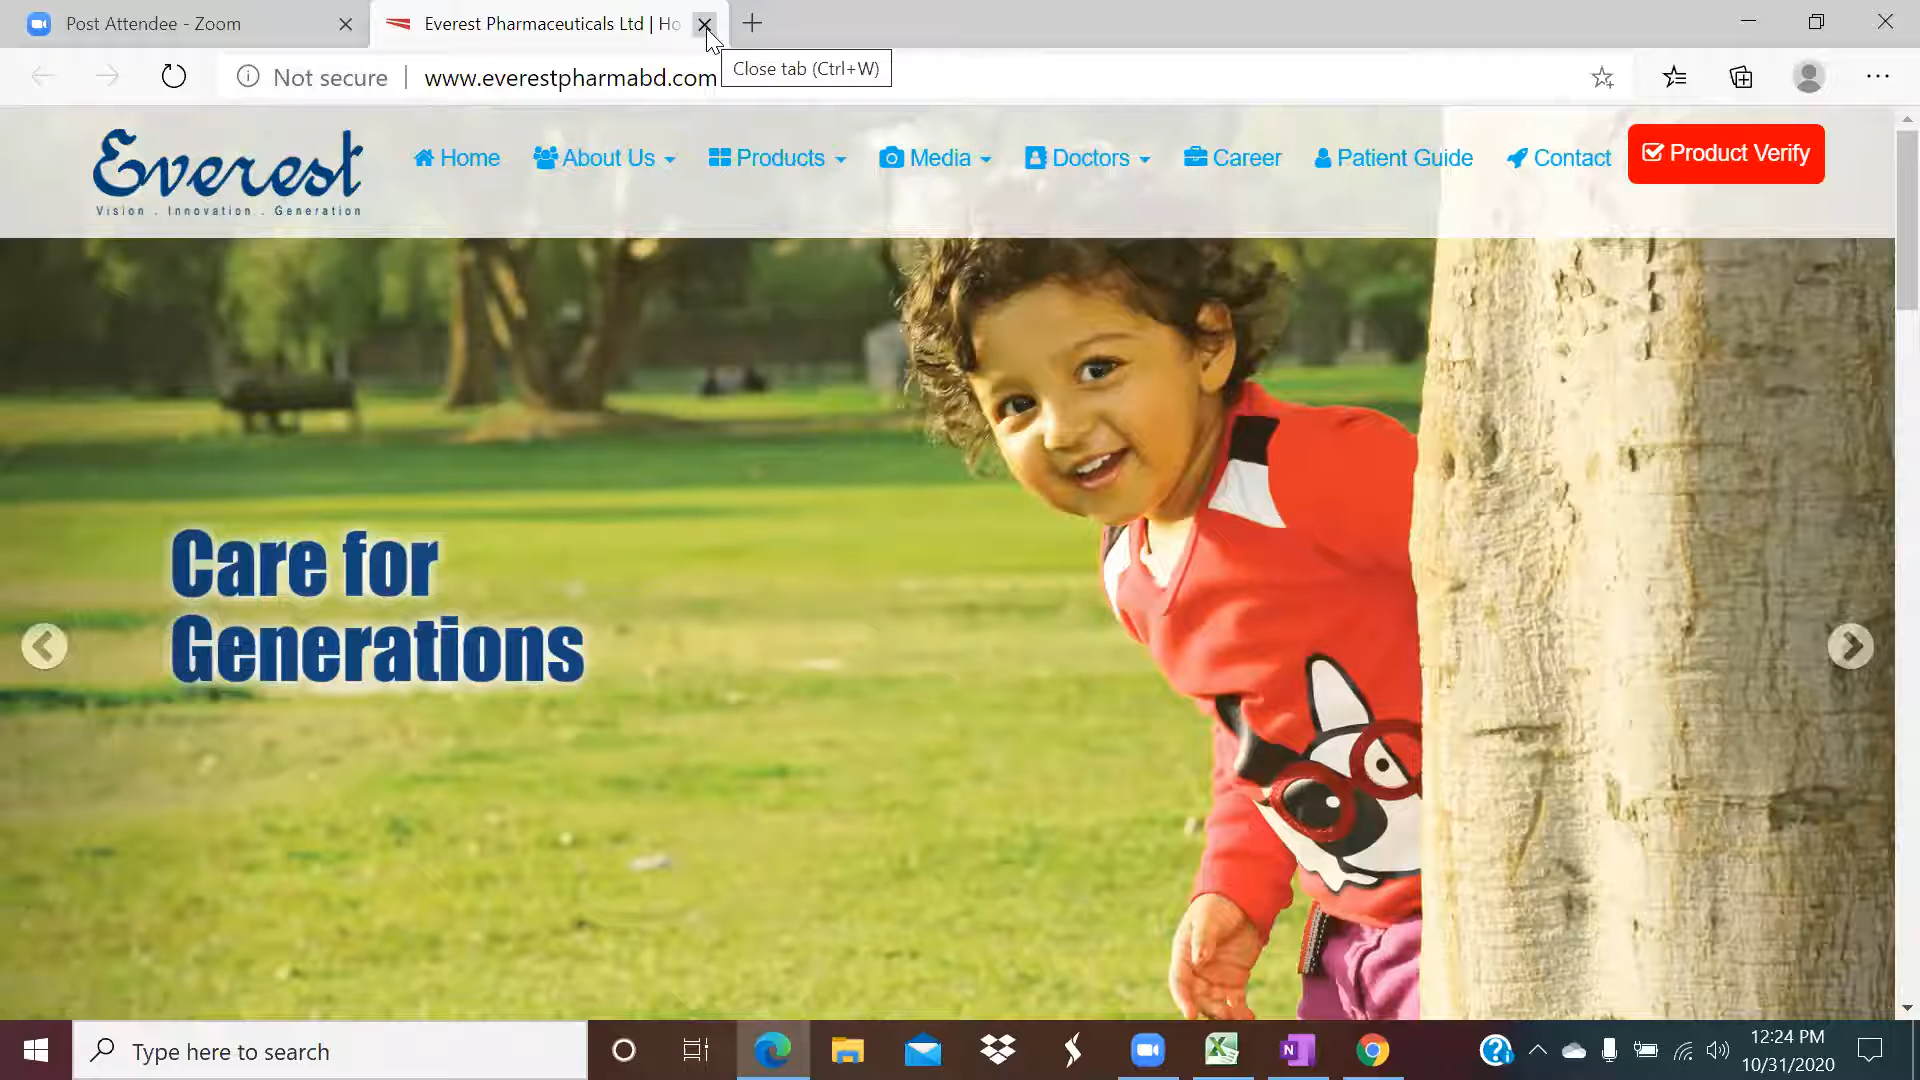 Post Attendee - Zoom
Everest Pharmaceuticals Ltd | Ho
Not secure
www.everestpharmabd.com
Close tab (Ctrl+W)
Everest
Vision . Innovation . Generation
Home
About Us
Products
Media
Doctors
Career
Patient Guide
Contact
Product Verify
Care for
Generations
Type here to search
12:24 PM
10/31/2020